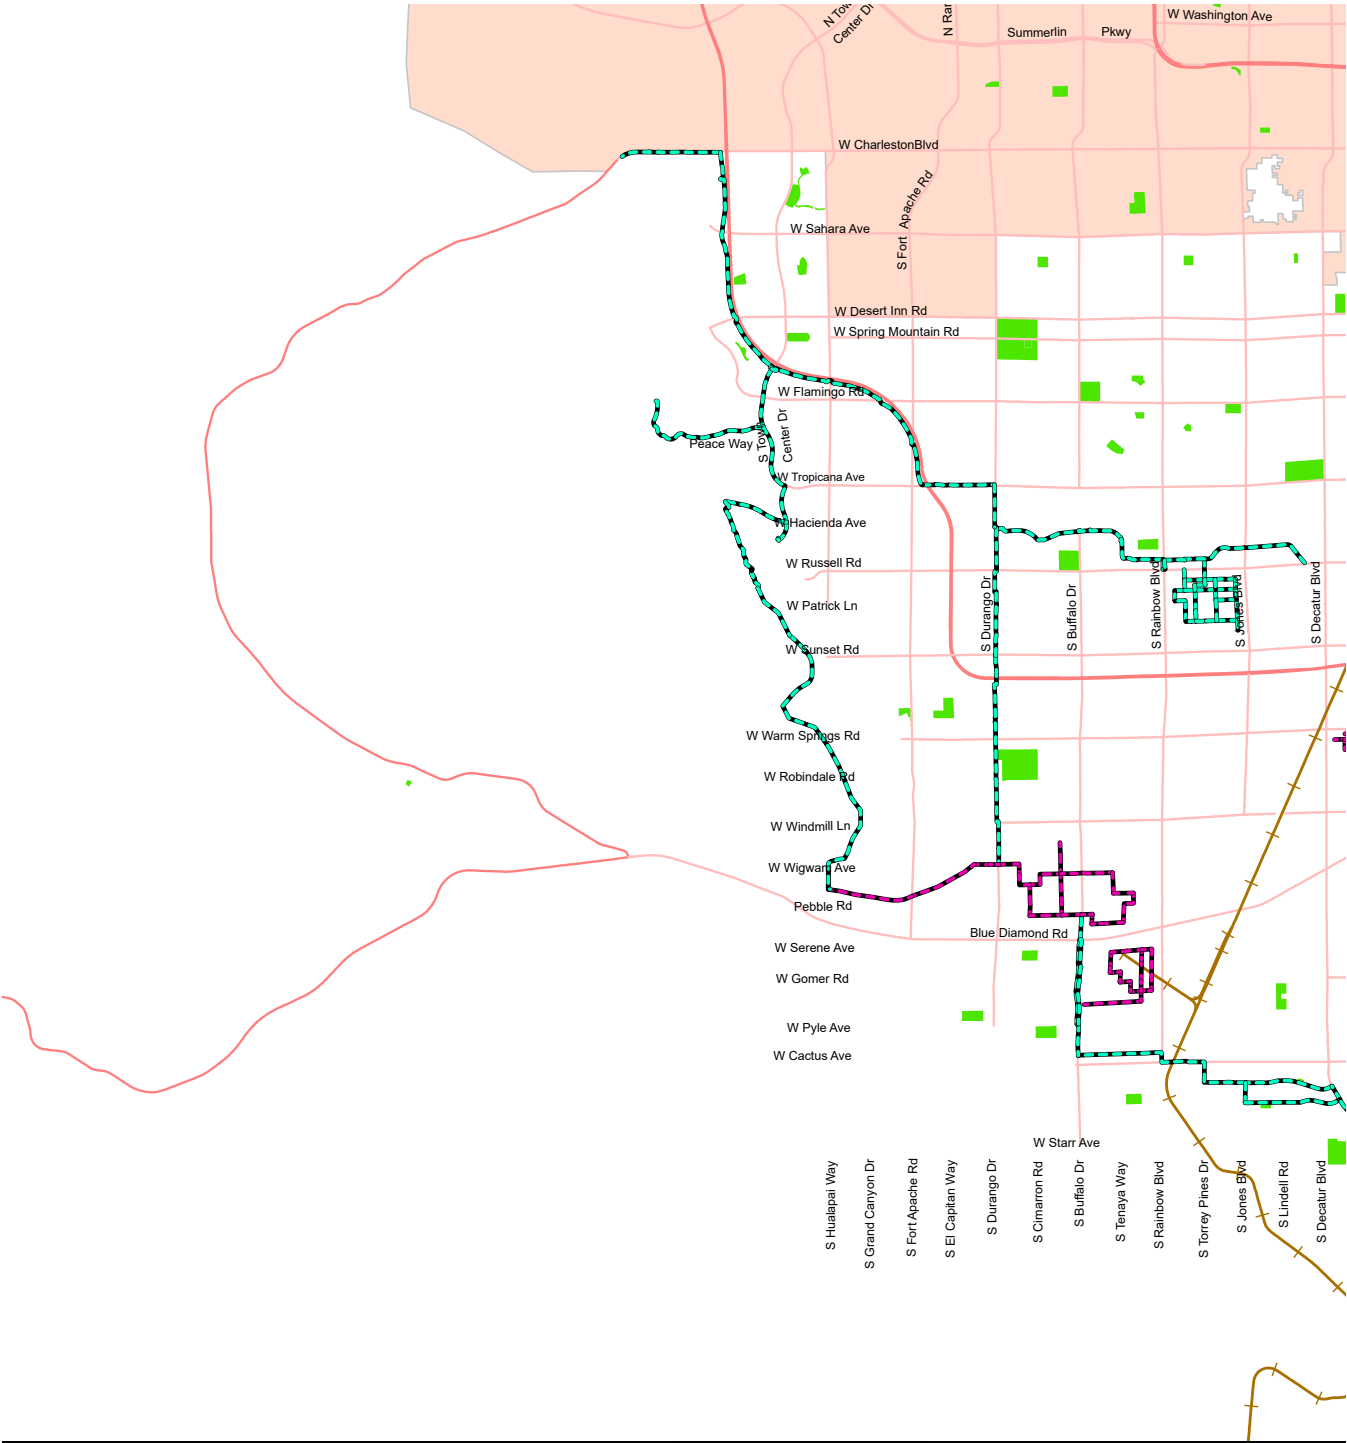 W Washington Ave
N Tow
Center Dr
N Rar
Summerlin Pkwy
W CharlestonBlvd
S Fort Apache Rd
W Sahara Ave
W Desert Inn Rd
W Spring Mountain Rd
W Flamingo Rd
Peace Way
S Town
Center Dr
W Tropicana Ave
W Hacienda Ave
W Russell Rd
W Patrick Ln
W Sunset Rd
S Durango Dr
S Buffalo Dr
S Rainbow Blvd
S Jones Blvd
S Decatur Blvd
W Warm Springs Rd
W Robindale Rd
W Windmill Ln
W Wigwam Ave
Pebble Rd
Blue Diamond Rd
W Serene Ave
W Gomer Rd
W Pyle Ave
W Cactus Ave
W Starr Ave
S Hualapai Way
S Grand Canyon Dr
S Fort Apache Rd
S El Capitan Way
S Durango Dr
S Cimarron Rd
S Buffalo Dr
S Tenaya Way
S Rainbow Blvd
S Torrey Pines Dr
S Jones Blvd
S Lindell Rd
S Decatur Blvd